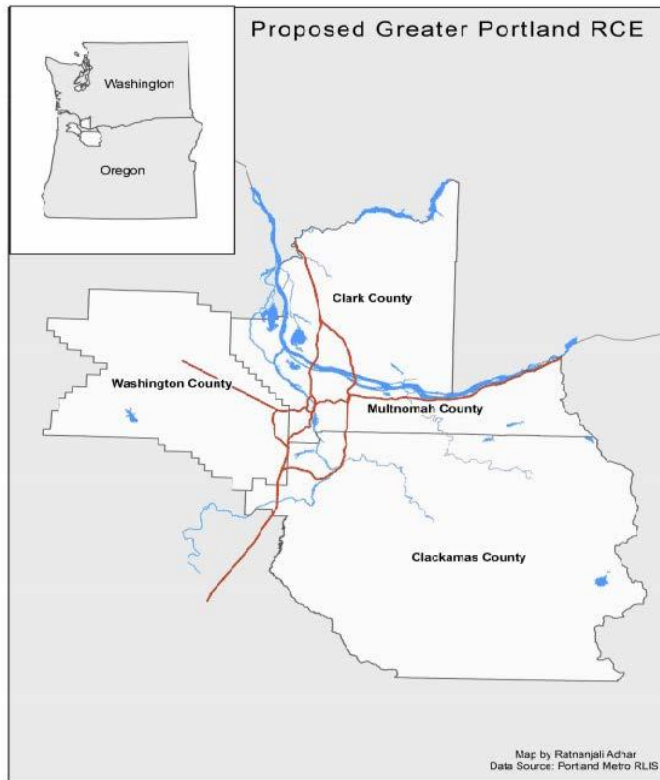 Proposed Greater Portland RCE
Washington
Oregon
Clark County
Washington County
Multnomah County
Clackamas County
Map by Ratnanjali Adhar
Data Source: Portland Metro RLIS